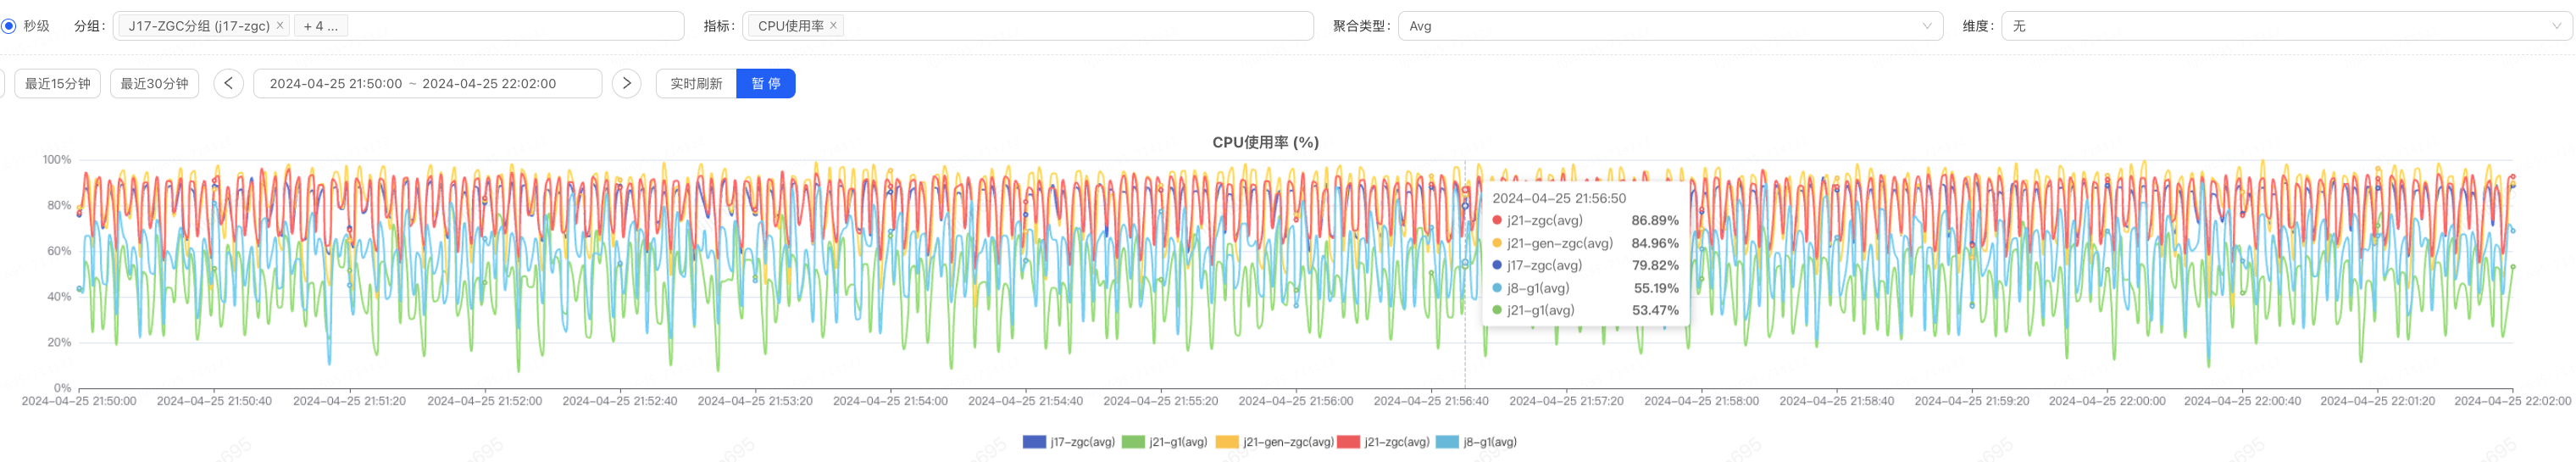 秒级 分组： J17-ZGC分组 (j17-zgc) × + 4 ... 指标： CPU使用率 × 聚合类型： Avg 维度： 无
最近15分钟 最近30分钟 < 2024-04-25 21:50:00 ~ 2024-04-25 22:02:00 > 实时刷新 暂 停
CPU使用率 (%)
100%
80%
60%
40%
20%
0%
2024-04-25 21:56:50
j21-zgc(avg) 86.89%
j21-gen-zgc(avg) 84.96%
j17-zgc(avg) 79.82%
j8-g1(avg) 55.19%
j21-g1(avg) 53.47%
2024-04-25 21:50:00 2024-04-25 21:50:40 2024-04-25 21:51:20 2024-04-25 21:52:00 2024-04-25 21:52:40 2024-04-25 21:53:20 2024-04-25 21:54:00 2024-04-25 21:54:40 2024-04-25 21:55:20 2024-04-25 21:56:00 2024-04-25 21:56:40 2024-04-25 21:57:20 2024-04-25 21:58:00 2024-04-25 21:58:40 2024-04-25 21:59:20 2024-04-25 22:00:00 2024-04-25 22:00:40 2024-04-25 22:01:20 2024-04-25 22:02:00
j17-zgc(avg) j21-g1(avg) j21-gen-zgc(avg) j21-zgc(avg) j8-g1(avg)